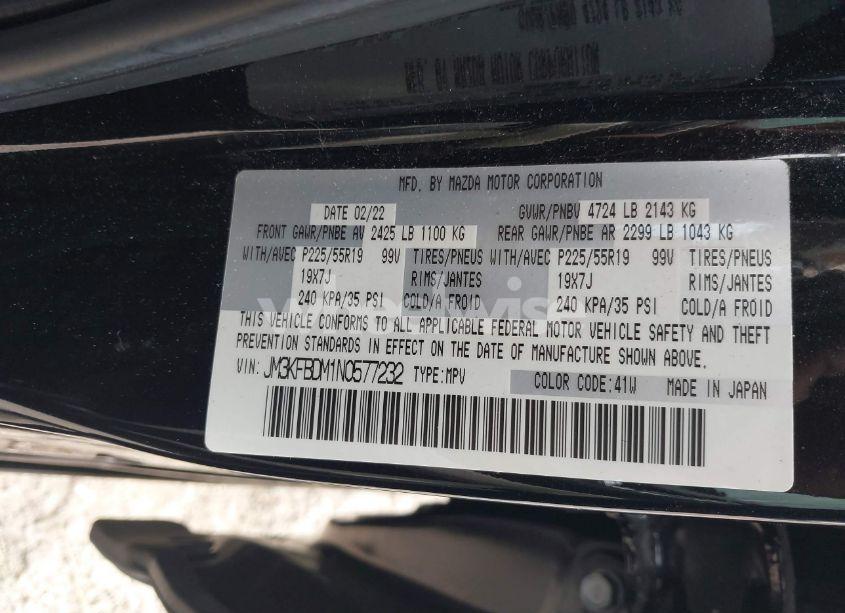 MFD. BY MAZDA MOTOR CORPORATION
DATE 02/22 GVWR/PNBV 4724 LB 2143 KG
FRONT GAWR/PNBE AV 2425 LB 1100 KG REAR GAWR/PNBE AR 2299 LB 1043 KG
WITH/AVEC P225/55R19 99V TIRES/PNEUS WITH/AVEC P225/55R19 99V TIRES/PNEUS
19X7J RIMS/JANTES 19X7J RIMS/JANTES
240 KPA/35 PSI COLD/A FROID 240 KPA/35 PSI COLD/A FROID
THIS VEHICLE CONFORMS TO ALL APPLICABLE FEDERAL MOTOR VEHICLE SAFETY AND THEFT
PREVENTION STANDARDS IN EFFECT ON THE DATE OF MANUFACTURE SHOWN ABOVE.
VIN: JM3KFBDM1N0577232 TYPE:MPV COLOR CODE:41W MADE IN JAPAN